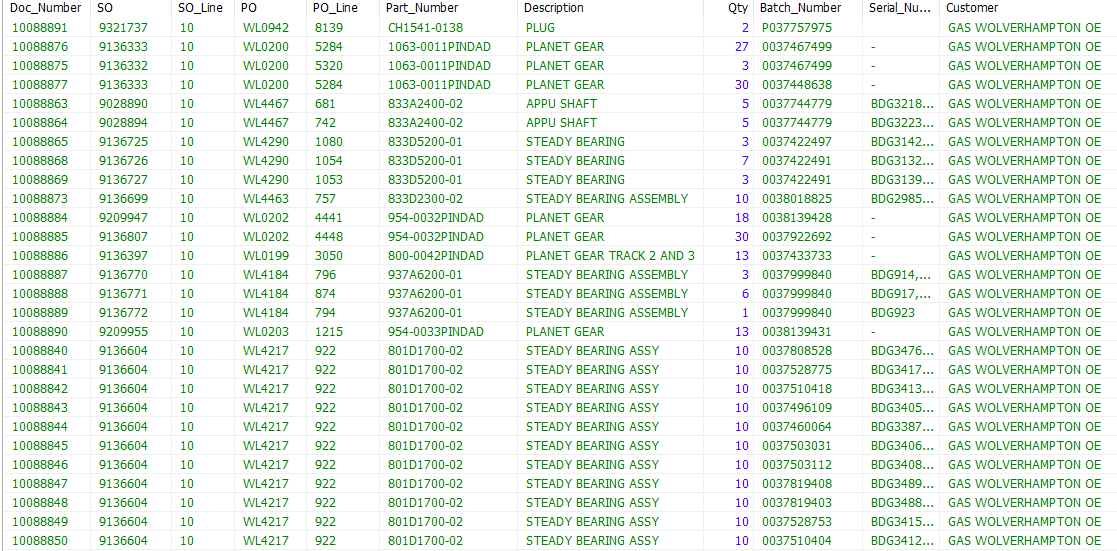 Doc_Number SO SO_Line PO PO_Line Part_Number Description Qty Batch_Number Serial_Nu... Customer
10088891 9321737 10 WL0942 8139 CH1541-0138 PLUG 2 P037757975 GAS WOLVERHAMPTON OE
10088876 9136333 10 WL0200 5284 1063-0011PINDAD PLANET GEAR 27 0037467499 - GAS WOLVERHAMPTON OE
10088875 9136332 10 WL0200 5320 1063-0011PINDAD PLANET GEAR 3 0037467499 - GAS WOLVERHAMPTON OE
10088877 9136333 10 WL0200 5284 1063-0011PINDAD PLANET GEAR 30 0037448638 - GAS WOLVERHAMPTON OE
10088863 9028890 10 WL4467 681 833A2400-02 APPU SHAFT 5 0037744779 BDG3218... GAS WOLVERHAMPTON OE
10088864 9028894 10 WL4467 742 833A2400-02 APPU SHAFT 5 0037744779 BDG3223... GAS WOLVERHAMPTON OE
10088865 9136725 10 WL4290 1080 833D5200-01 STEADY BEARING 3 0037422497 BDG3142... GAS WOLVERHAMPTON OE
10088868 9136726 10 WL4290 1054 833D5200-01 STEADY BEARING 7 0037422491 BDG3132... GAS WOLVERHAMPTON OE
10088869 9136727 10 WL4290 1053 833D5200-01 STEADY BEARING 3 0037422491 BDG3139... GAS WOLVERHAMPTON OE
10088873 9136699 10 WL4463 757 833D2300-02 STEADY BEARING ASSEMBLY 10 0038018825 BDG2985... GAS WOLVERHAMPTON OE
10088884 9209947 10 WL0202 4441 954-0032PINDAD PLANET GEAR 18 0038139428 - GAS WOLVERHAMPTON OE
10088885 9136807 10 WL0202 4448 954-0032PINDAD PLANET GEAR 30 0037922692 - GAS WOLVERHAMPTON OE
10088886 9136397 10 WL0199 3050 800-0042PINDAD PLANET GEAR TRACK 2 AND 3 13 0037433733 - GAS WOLVERHAMPTON OE
10088887 9136770 10 WL4184 796 937A6200-01 STEADY BEARING ASSEMBLY 3 0037999840 BDG914,... GAS WOLVERHAMPTON OE
10088888 9136771 10 WL4184 874 937A6200-01 STEADY BEARING ASSEMBLY 6 0037999840 BDG917,... GAS WOLVERHAMPTON OE
10088889 9136772 10 WL4184 794 937A6200-01 STEADY BEARING ASSEMBLY 1 0037999840 BDG923 GAS WOLVERHAMPTON OE
10088890 9209955 10 WL0203 1215 954-0033PINDAD PLANET GEAR 13 0038139431 - GAS WOLVERHAMPTON OE
10088840 9136604 10 WL4217 922 801D1700-02 STEADY BEARING ASSY 10 0037808528 BDG3476... GAS WOLVERHAMPTON OE
10088841 9136604 10 WL4217 922 801D1700-02 STEADY BEARING ASSY 10 0037528775 BDG3417... GAS WOLVERHAMPTON OE
10088842 9136604 10 WL4217 922 801D1700-02 STEADY BEARING ASSY 10 0037510418 BDG3413... GAS WOLVERHAMPTON OE
10088843 9136604 10 WL4217 922 801D1700-02 STEADY BEARING ASSY 10 0037496109 BDG3405... GAS WOLVERHAMPTON OE
10088844 9136604 10 WL4217 922 801D1700-02 STEADY BEARING ASSY 10 0037460064 BDG3387... GAS WOLVERHAMPTON OE
10088845 9136604 10 WL4217 922 801D1700-02 STEADY BEARING ASSY 10 0037503031 BDG3406... GAS WOLVERHAMPTON OE
10088846 9136604 10 WL4217 922 801D1700-02 STEADY BEARING ASSY 10 0037503112 BDG3408... GAS WOLVERHAMPTON OE
10088847 9136604 10 WL4217 922 801D1700-02 STEADY BEARING ASSY 10 0037819408 BDG3489... GAS WOLVERHAMPTON OE
10088848 9136604 10 WL4217 922 801D1700-02 STEADY BEARING ASSY 10 0037819403 BDG3488... GAS WOLVERHAMPTON OE
10088849 9136604 10 WL4217 922 801D1700-02 STEADY BEARING ASSY 10 0037528753 BDG3415... GAS WOLVERHAMPTON OE
10088850 9136604 10 WL4217 922 801D1700-02 STEADY BEARING ASSY 10 0037510404 BDG3412... GAS WOLVERHAMPTON OE